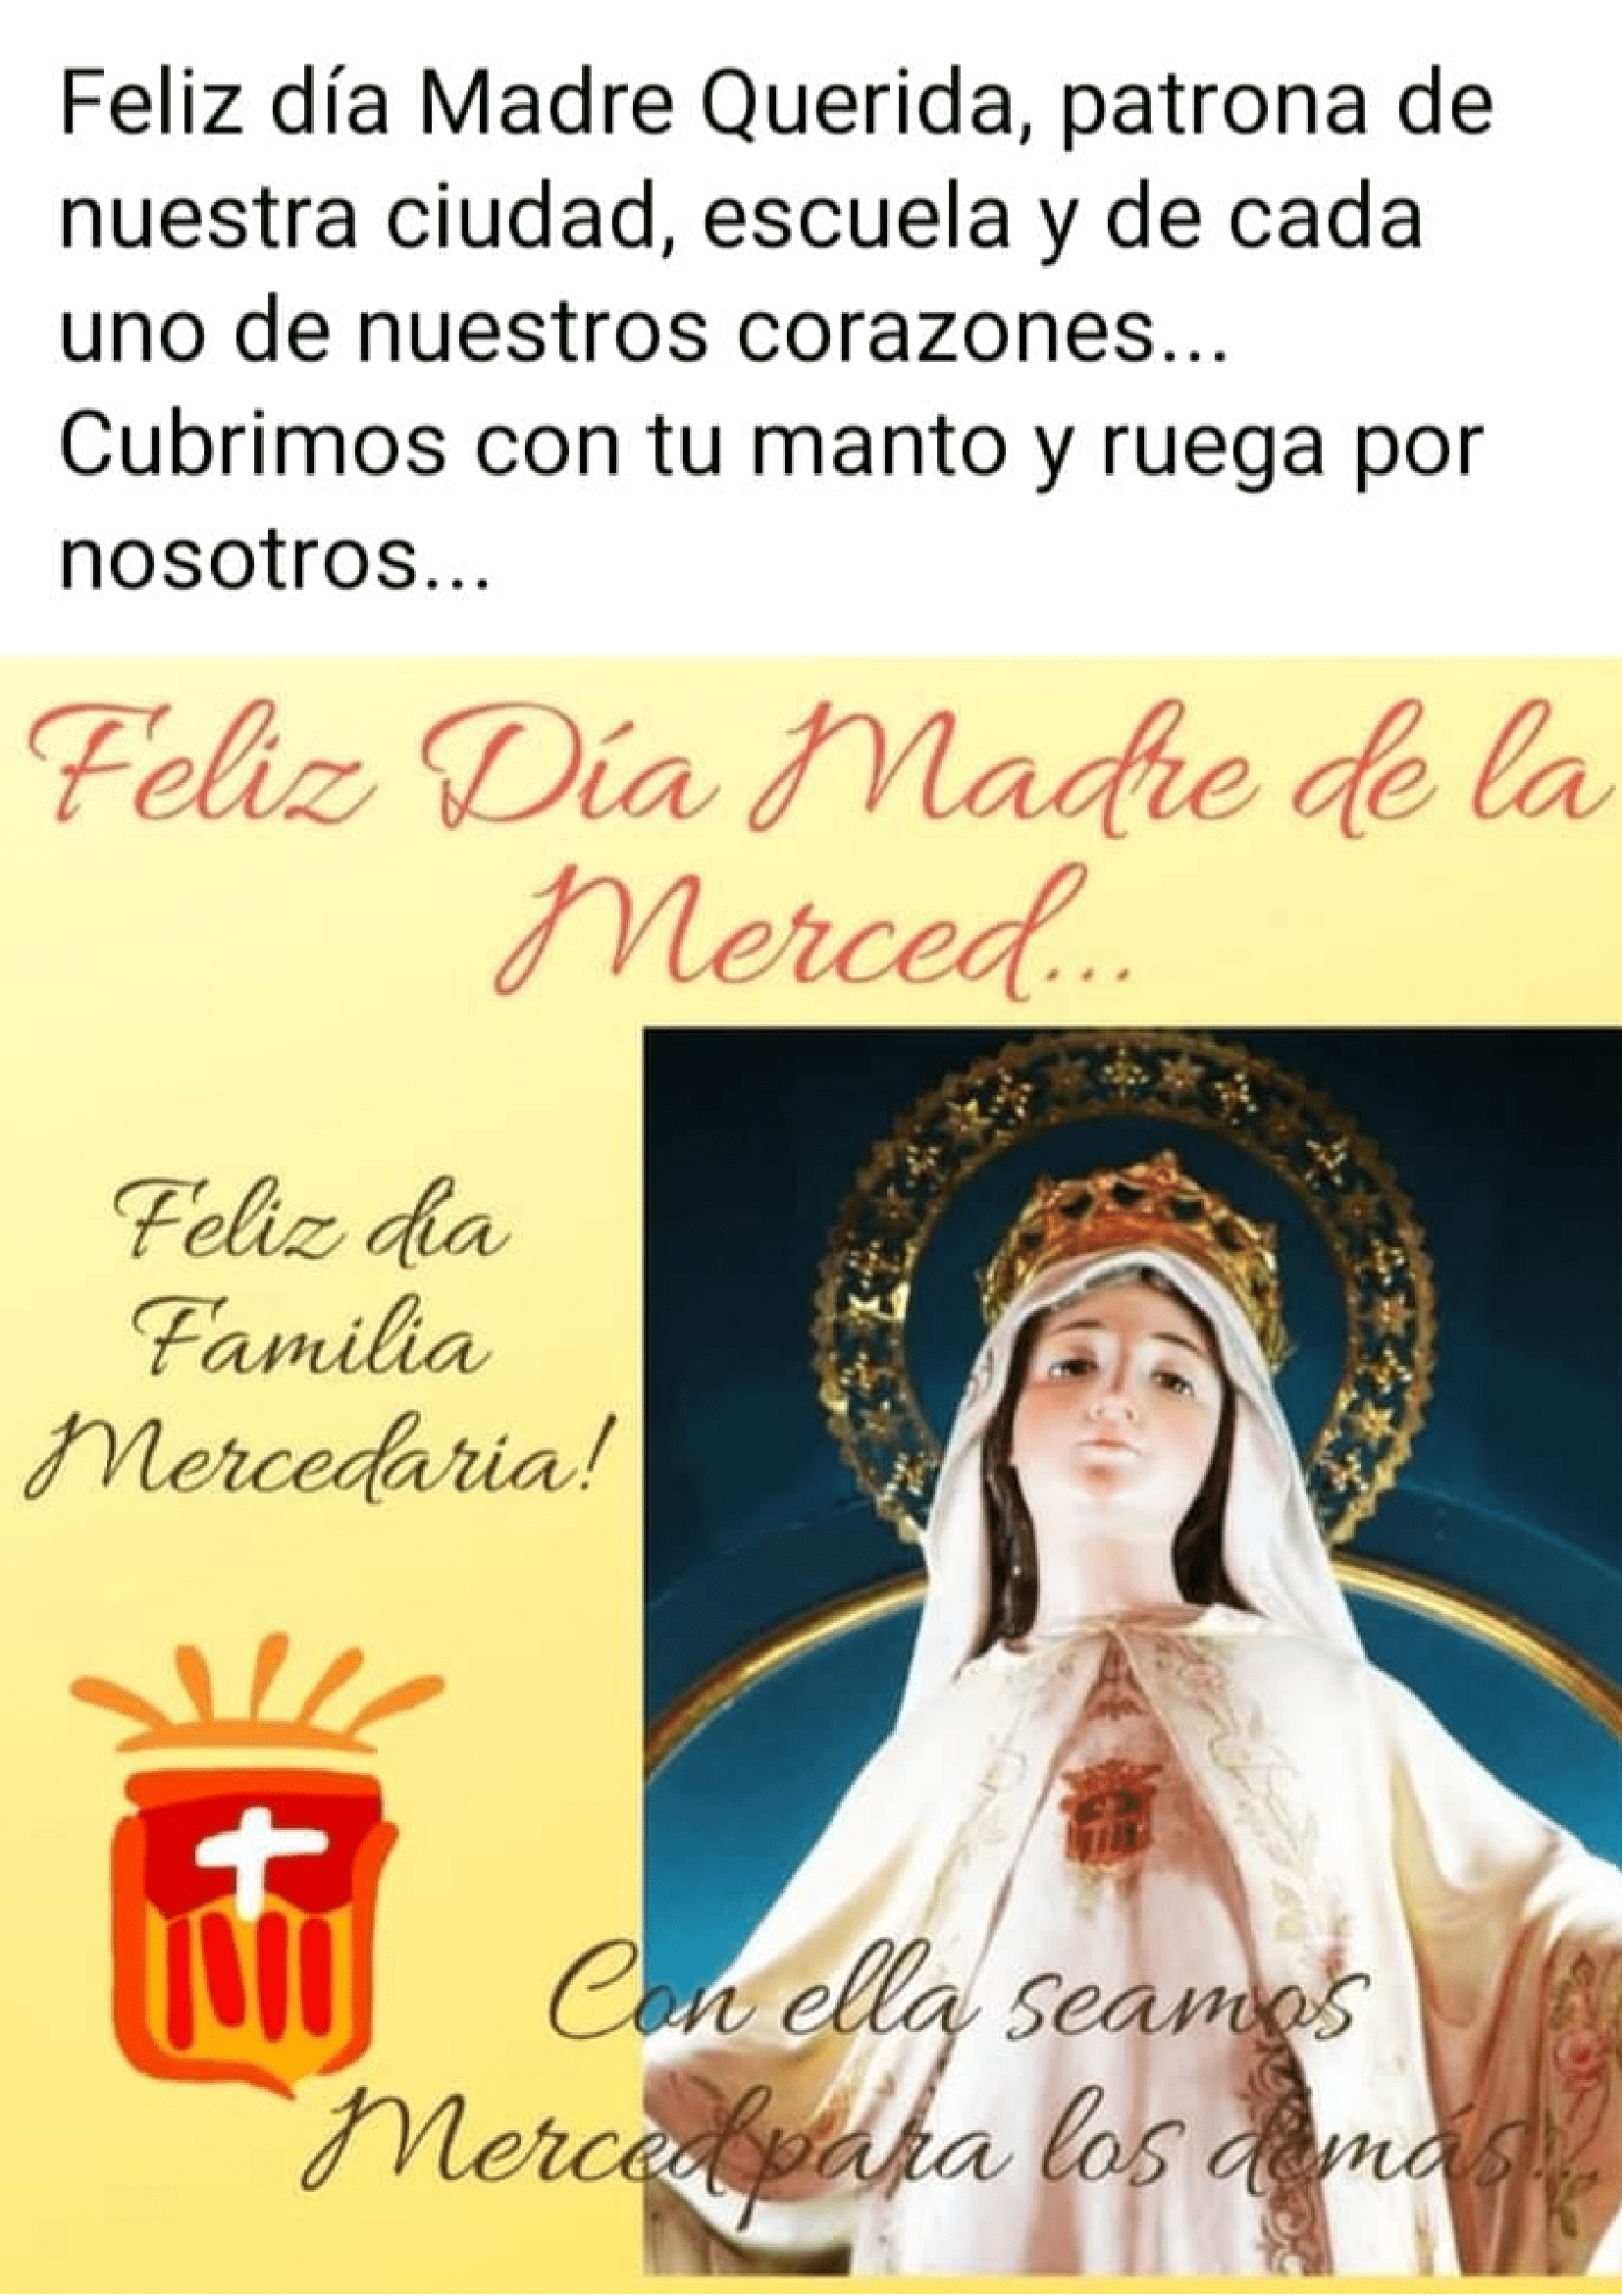 Feliz día Madre Querida, patrona de
nuestra ciudad, escuela y de cada
uno de nuestros corazones...
Cubrimos con tu manto y ruega por
nosotros...
Feliz Día Madre de la
Merced...
Feliz día
Familia
Mercedaria!
Con ella seamos
Merced para los demás!..